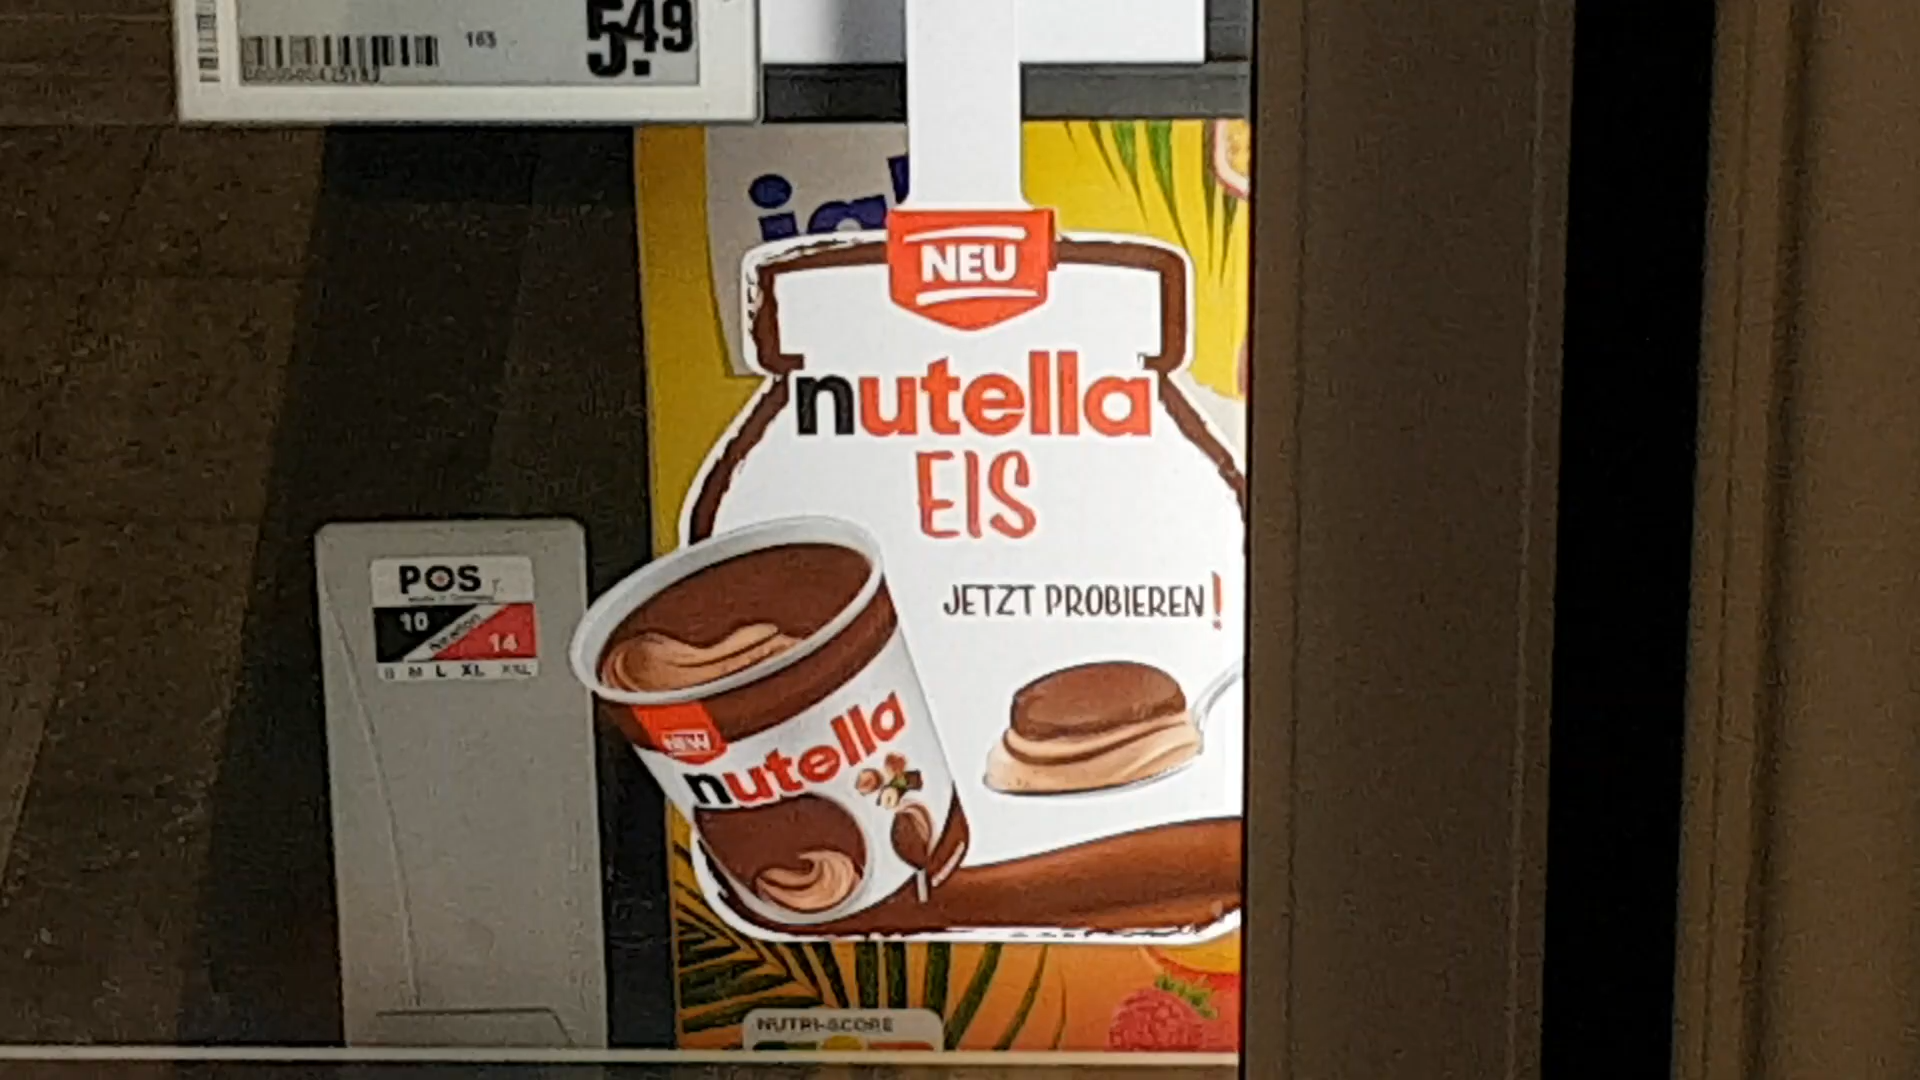 163
5.49
NEU
nutella
EIS
JETZT PROBIEREN!
POS
10
14
M L XL XXL
NEW
nutella
NUTRI-SCORE